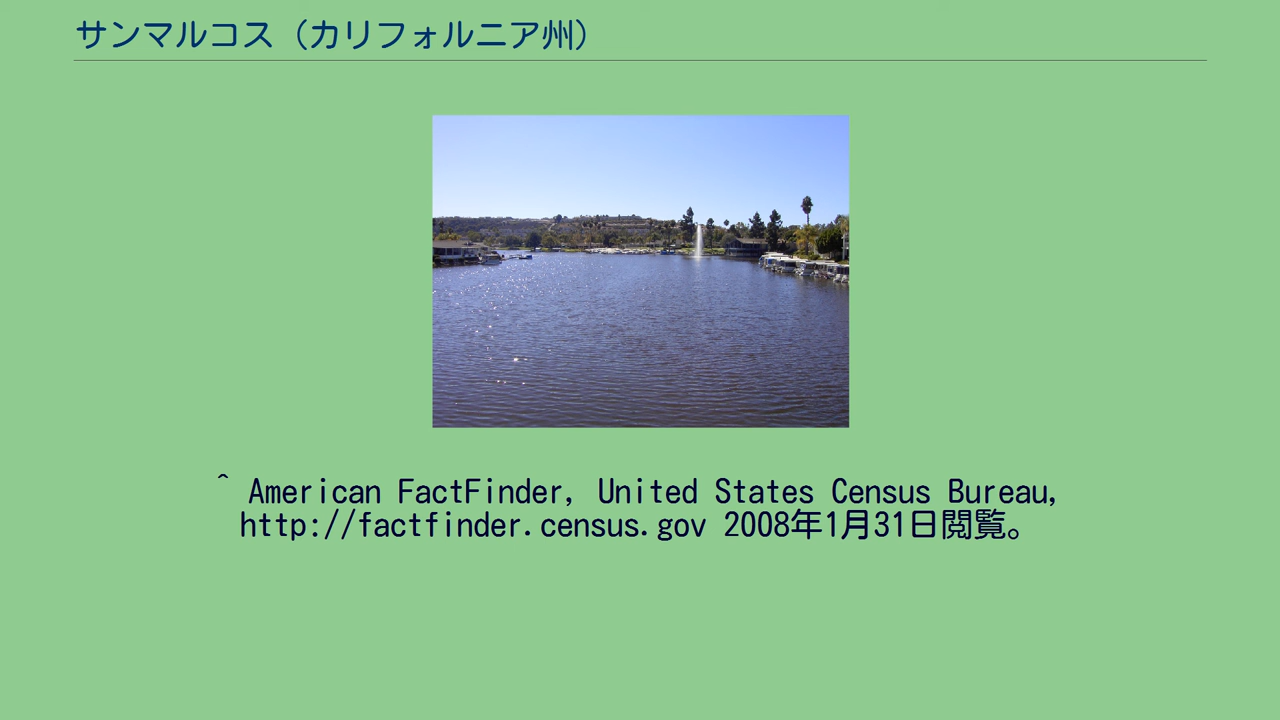 サンマルコス（カリフォルニア州）
^ American FactFinder, United States Census Bureau,
http://factfinder.census.gov 2008年1月31日閲覧。